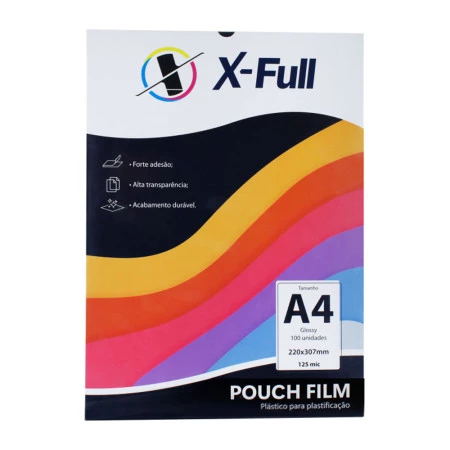 X-Full
• Forte adesão;
• Alta transparência;
• Acabamento durável.
Tamanho
A4
Glossy
100 unidades
220x307mm
125 mic
POUCH FILM
Plástico para plastificação